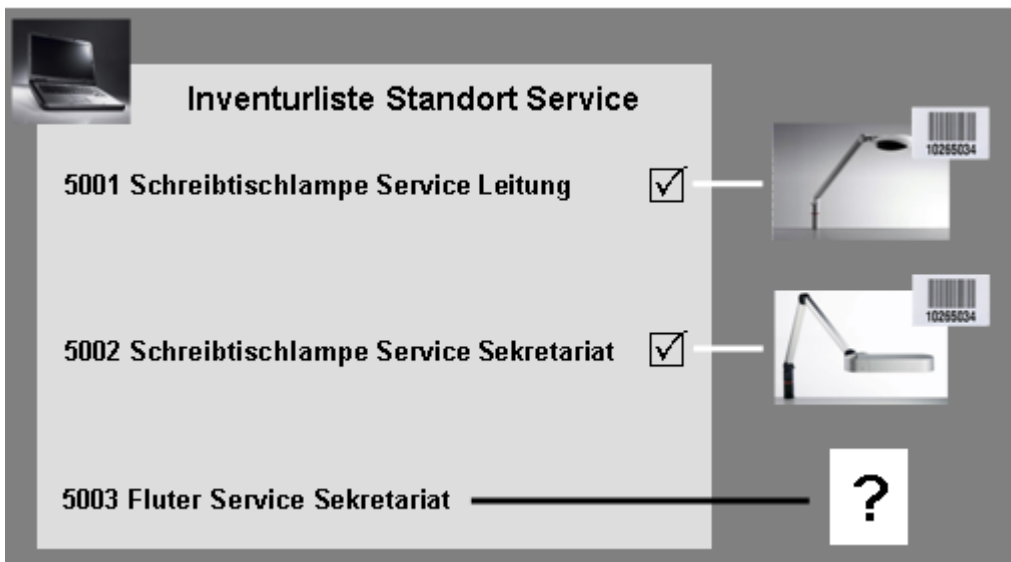 Inventurliste Standort Service
10265034
5001 Schreibtischlampe Service Leitung
10265034
5002 Schreibtischlampe Service Sekretariat
5003 Fluter Service Sekretariat
?